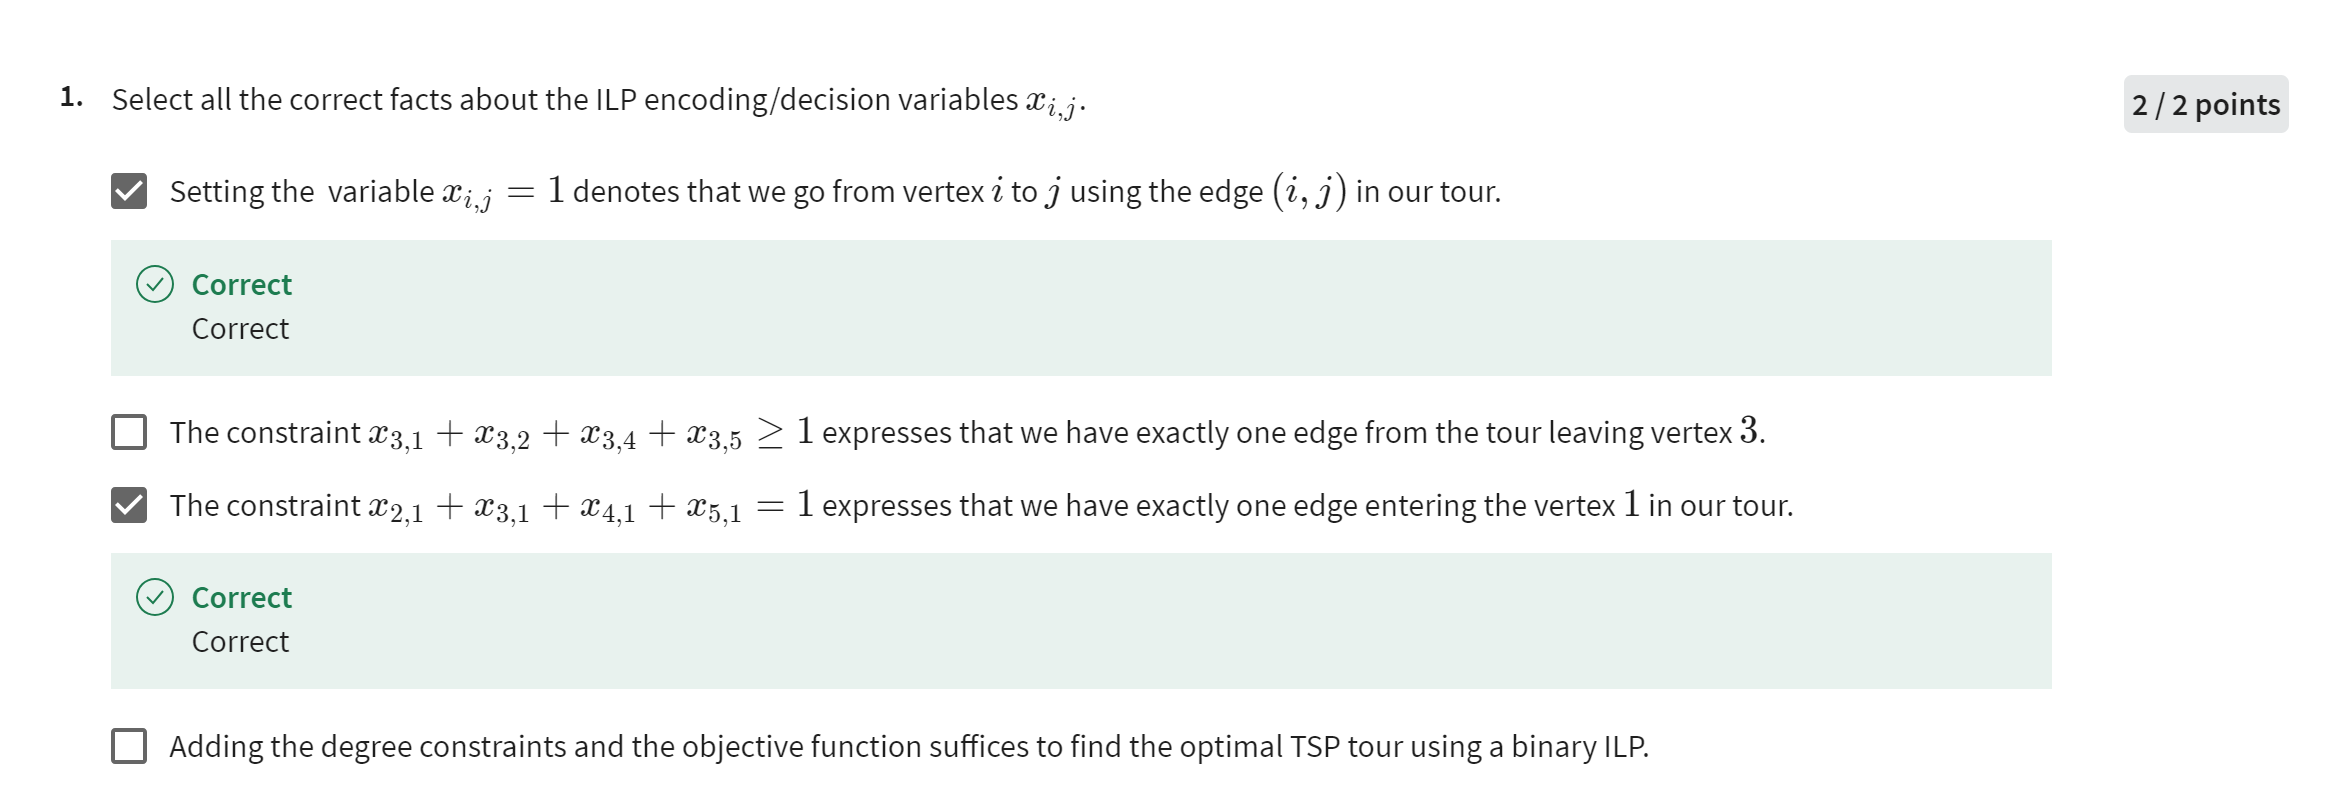 1. Select all the correct facts about the ILP encoding/decision variables x_{i,j}.
2 / 2 points
Setting the variable x_{i,j} = 1 denotes that we go from vertex i to j using the edge (i, j) in our tour.
Correct
Correct
The constraint x_{3,1} + x_{3,2} + x_{3,4} + x_{3,5} ≥ 1 expresses that we have exactly one edge from the tour leaving vertex 3.
The constraint x_{2,1} + x_{3,1} + x_{4,1} + x_{5,1} = 1 expresses that we have exactly one edge entering the vertex 1 in our tour.
Correct
Correct
Adding the degree constraints and the objective function suffices to find the optimal TSP tour using a binary ILP.